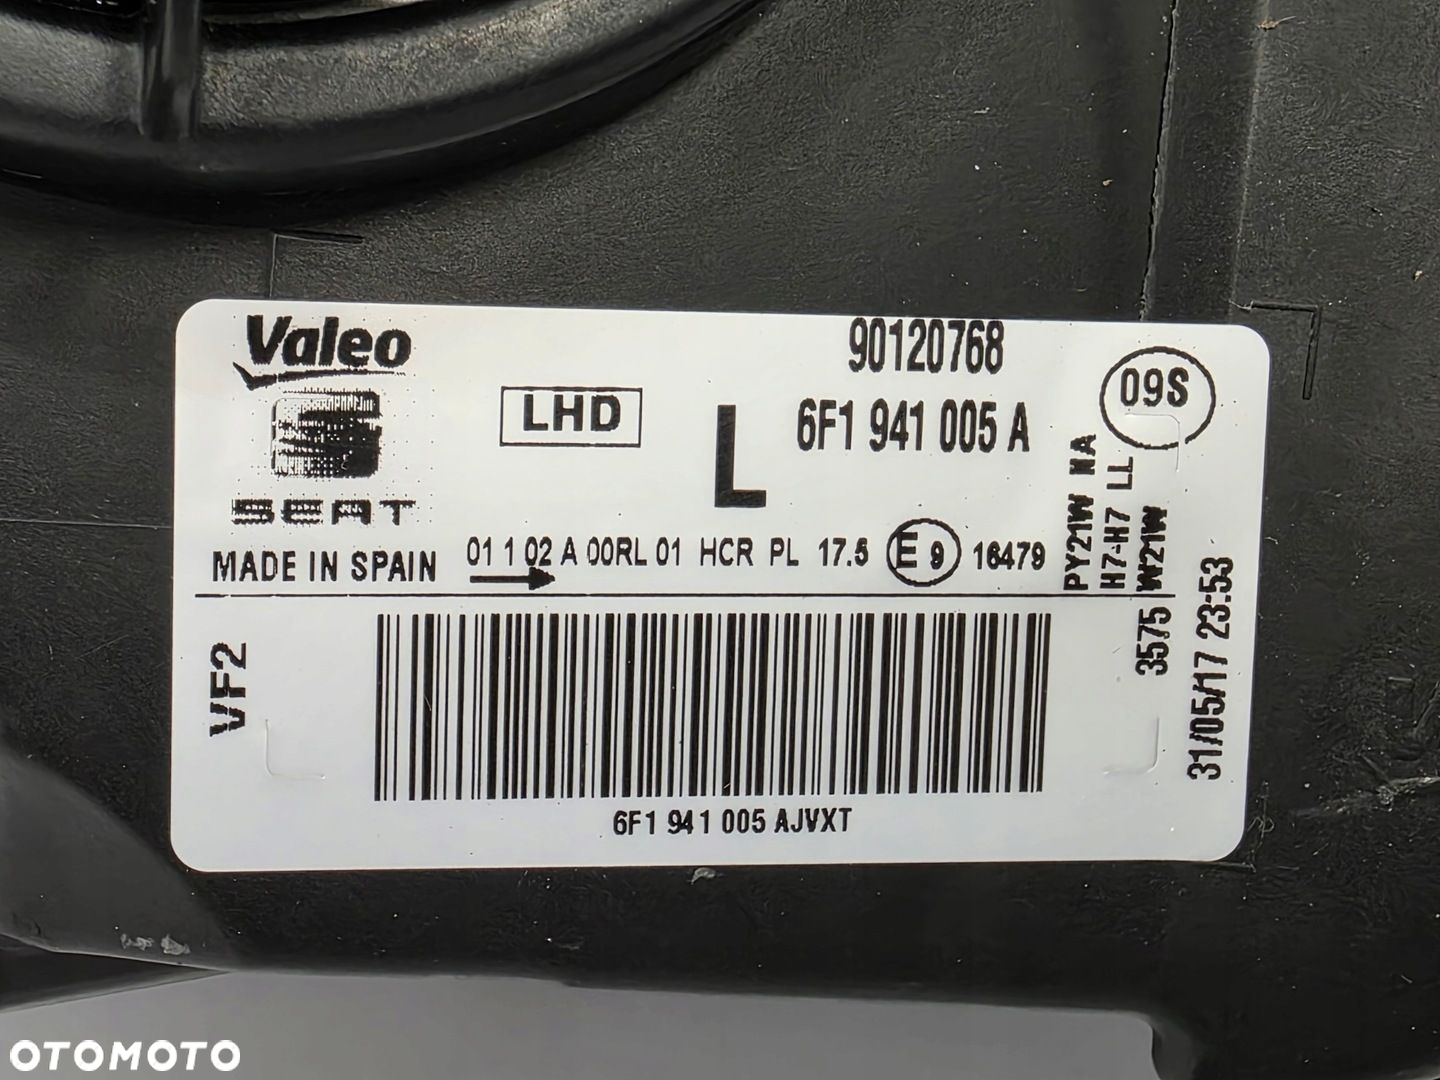 Valeo
SEAT
MADE IN SPAIN
LHD
L
90120768
6F1 941 005 A
09S
01 1 02 A 00RL 01 HCR PL 17.5 E9 16479
PY21W NA
H7-H7 LL
W21W
3575
31/05/17 23:53
VF2
6F1 941 005 AJVXT
OTOMOTO